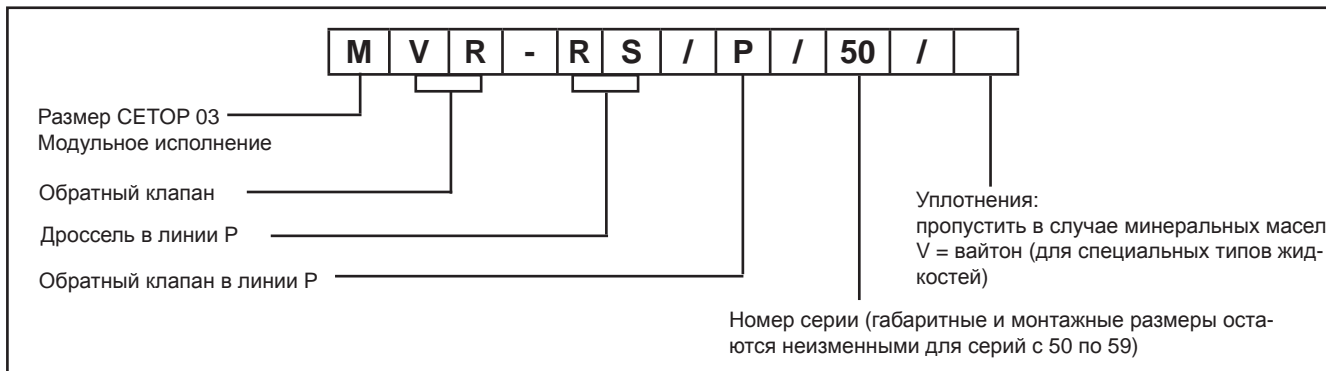 M V R - R S / P / 50 /
Размер CETOP 03
Модульное исполнение
Обратный клапан
Дроссель в линии P
Обратный клапан в линии P
Уплотнения:
пропустить в случае минеральных масел
V = вайтон (для специальных типов жид-
костей)
Номер серии (габаритные и монтажные размеры оста-
ются неизменными для серий с 50 по 59)